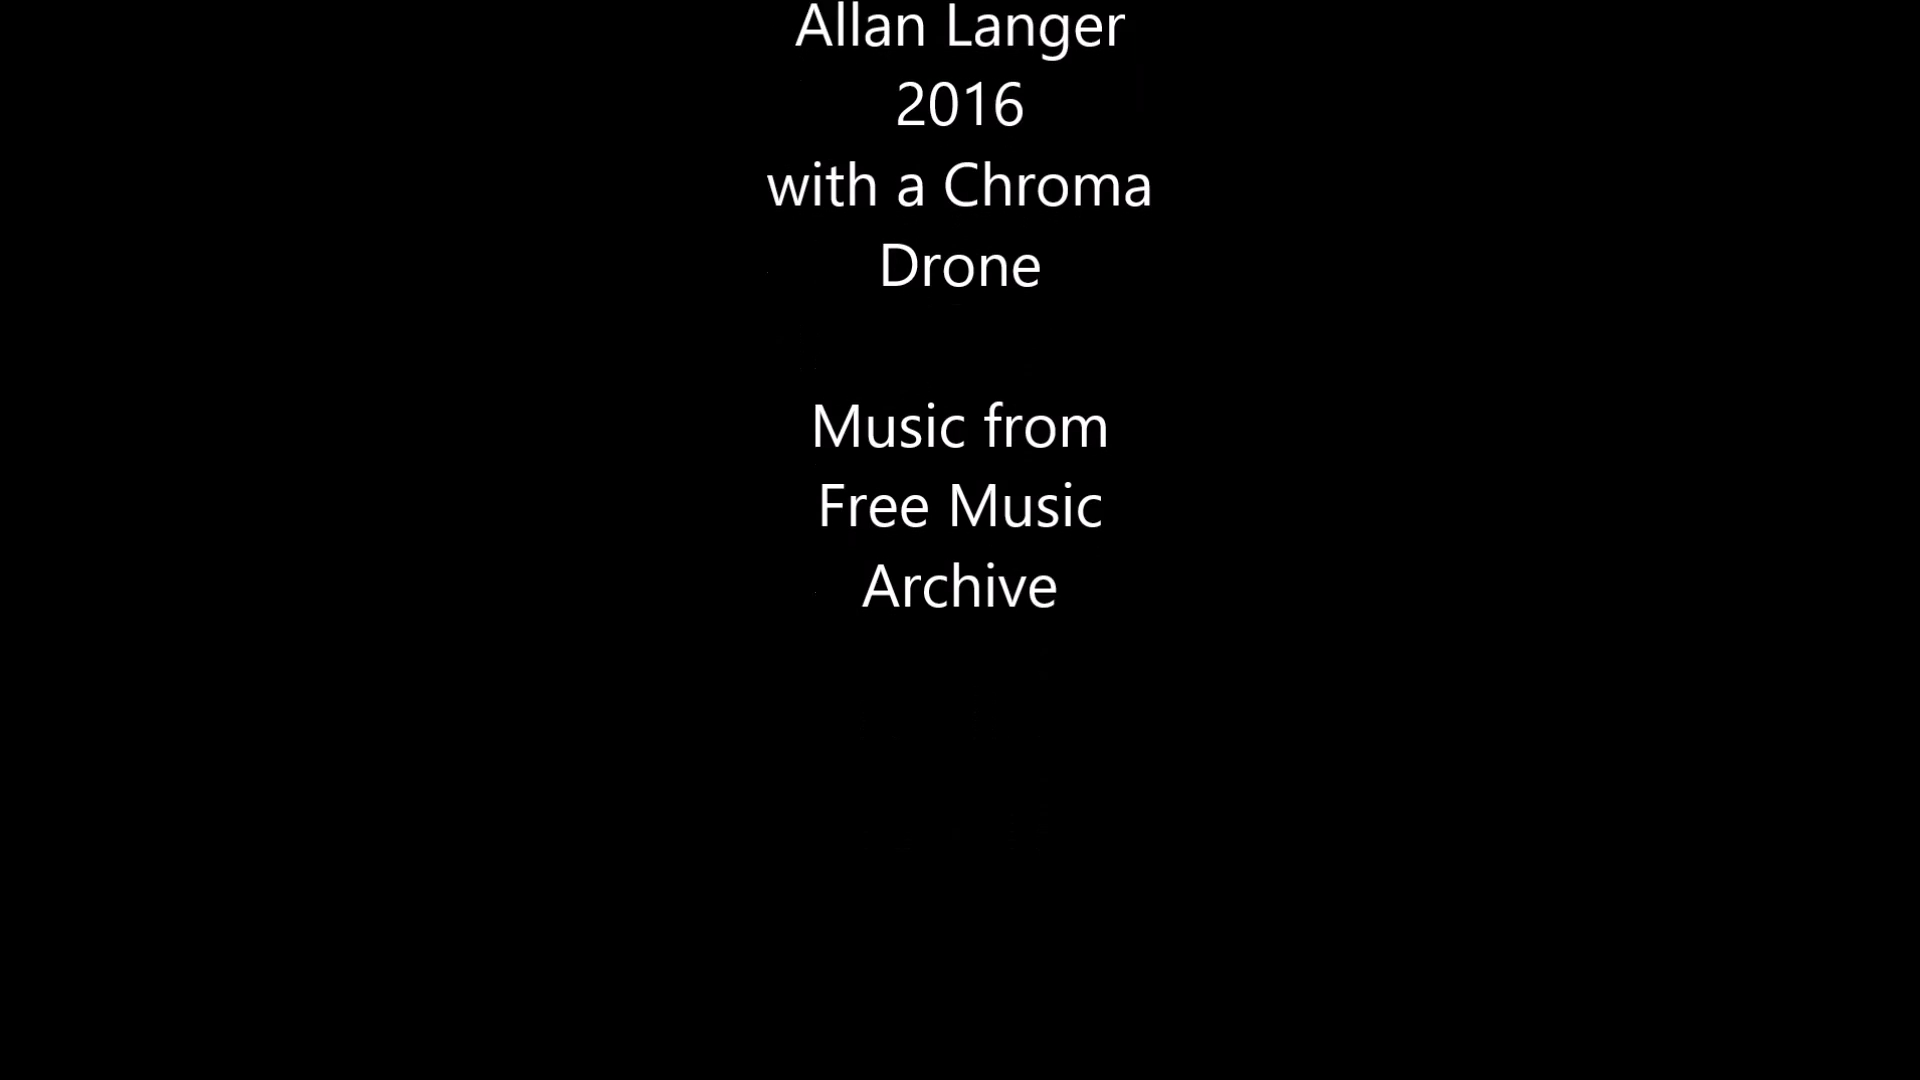 Allan Langer
2016
with a Chroma
Drone
Music from
Free Music
Archive